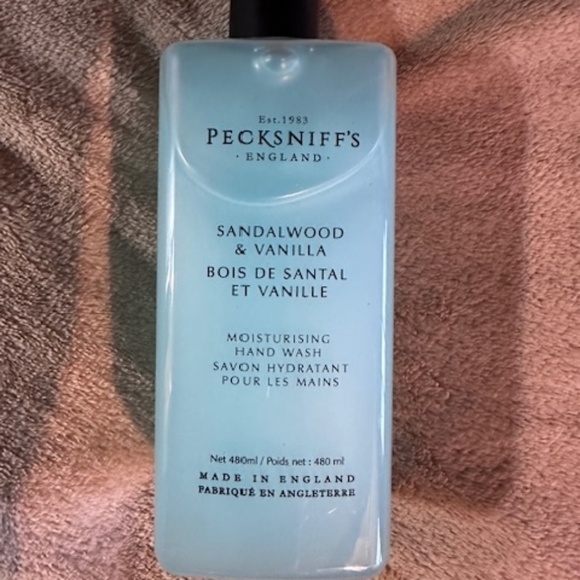 Est.1983
PECKSNIFF'S
· ENGLAND ·
SANDALWOOD
& VANILLA
BOIS DE SANTAL
ET VANILLE
MOISTURISING
HAND WASH
SAVON HYDRATANT
POUR LES MAINS
Net 480ml / Poids net : 480 ml
MADE IN ENGLAND
FABRIQUÉ EN ANGLETERRE